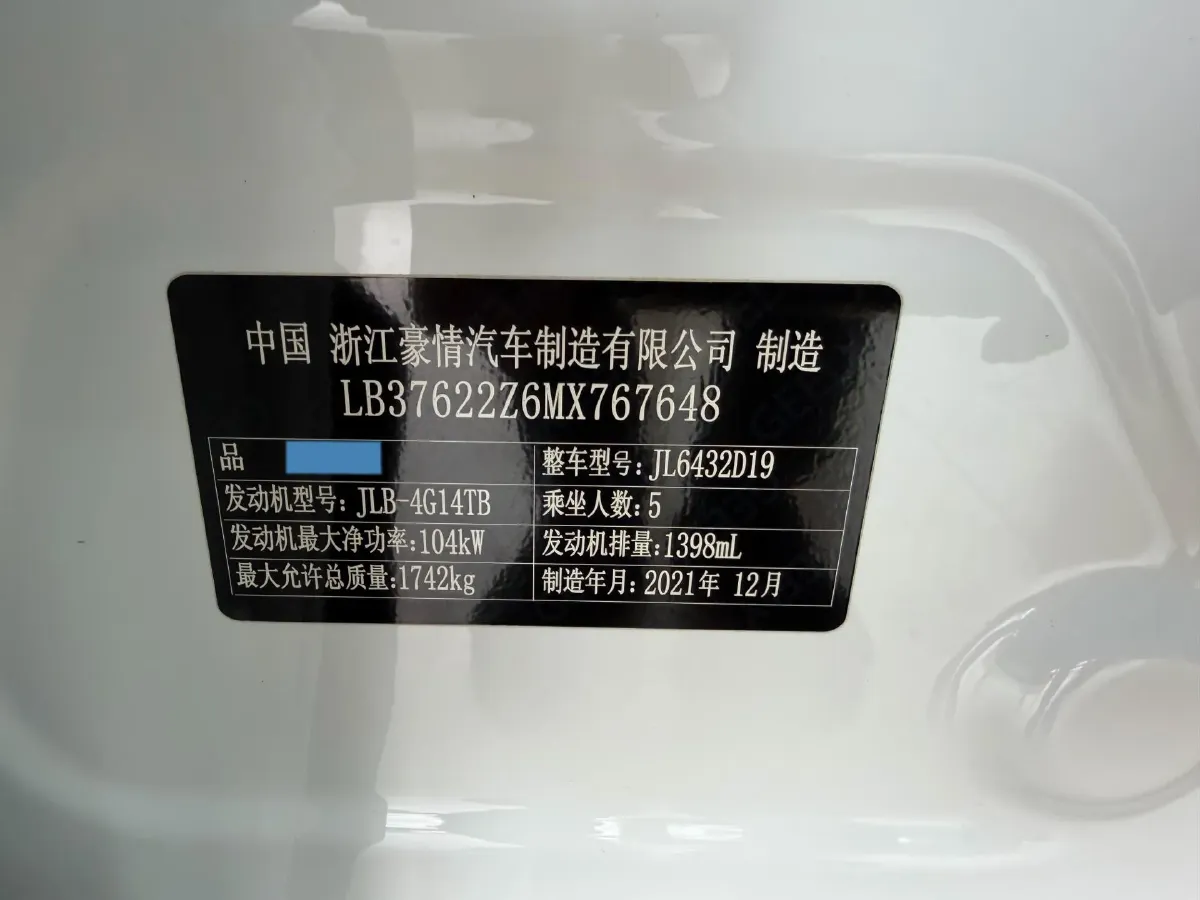 中国 浙江豪情汽车制造有限公司 制造
LB37622Z6MX767648
品 整车型号:JL6432D19
发动机型号:JLB-4G14TB 乘坐人数:5
发动机最大净功率:104kW 发动机排量:1398mL
最大允许总质量:1742kg 制造年月:2021年 12月